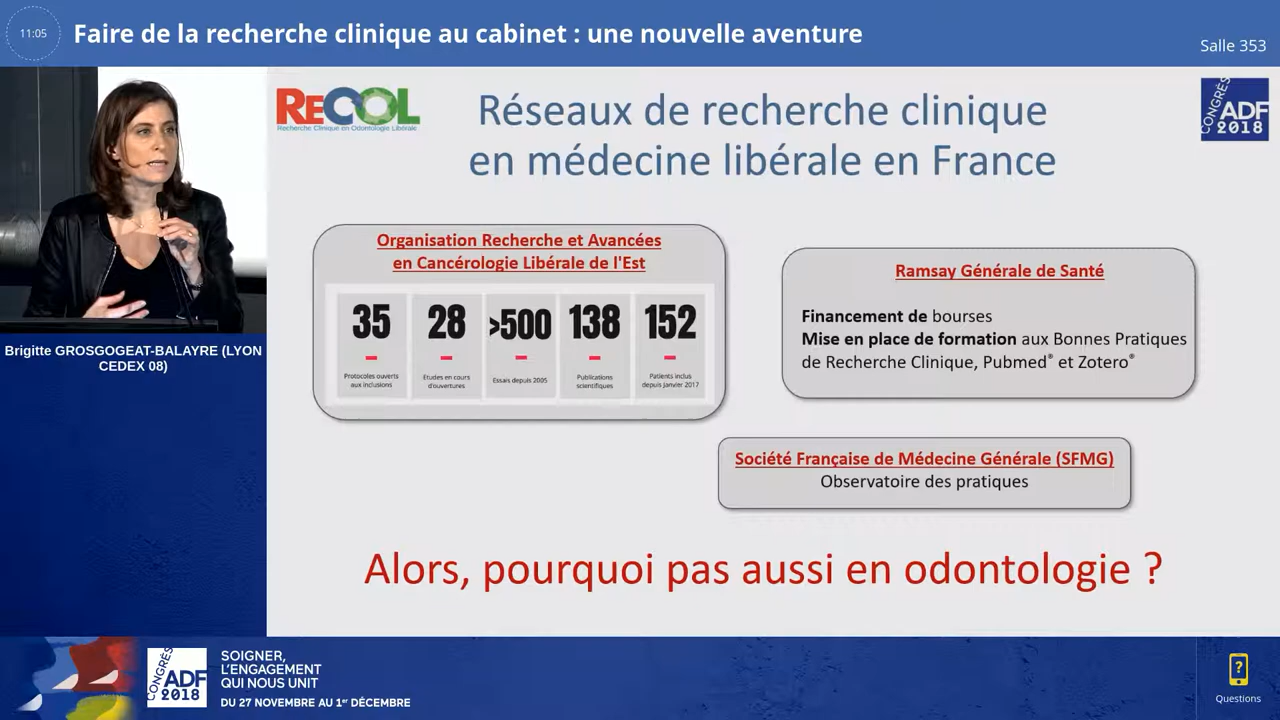 11:05
Faire de la recherche clinique au cabinet : une nouvelle aventure
Salle 353
RECOL
Recherche Clinique en Odontologie Libérale
Réseaux de recherche clinique
en médecine libérale en France
CONGRÈS
ADF
2018
Organisation Recherche et Avancées
en Cancérologie Libérale de l'Est
35
Protocoles ouverts
aux inclusions
28
Etudes en cours
d'ouvertures
>500
Essais depuis 2005
138
Publications
scientifiques
152
Patients inclus
depuis Janvier 2017
Ramsay Générale de Santé
Financement de bourses
Mise en place de formation aux Bonnes Pratiques
de Recherche Clinique, Pubmed® et Zotero®
Société Française de Médecine Générale (SFMG)
Observatoire des pratiques
Alors, pourquoi pas aussi en odontologie ?
Brigitte GROSGOGEAT-BALAYRE (LYON
CEDEX 08)
CONGRÈS
ADF
2018
SOIGNER,
L'ENGAGEMENT
QUI NOUS UNIT
DU 27 NOVEMBRE AU 1er DÉCEMBRE
?
Questions